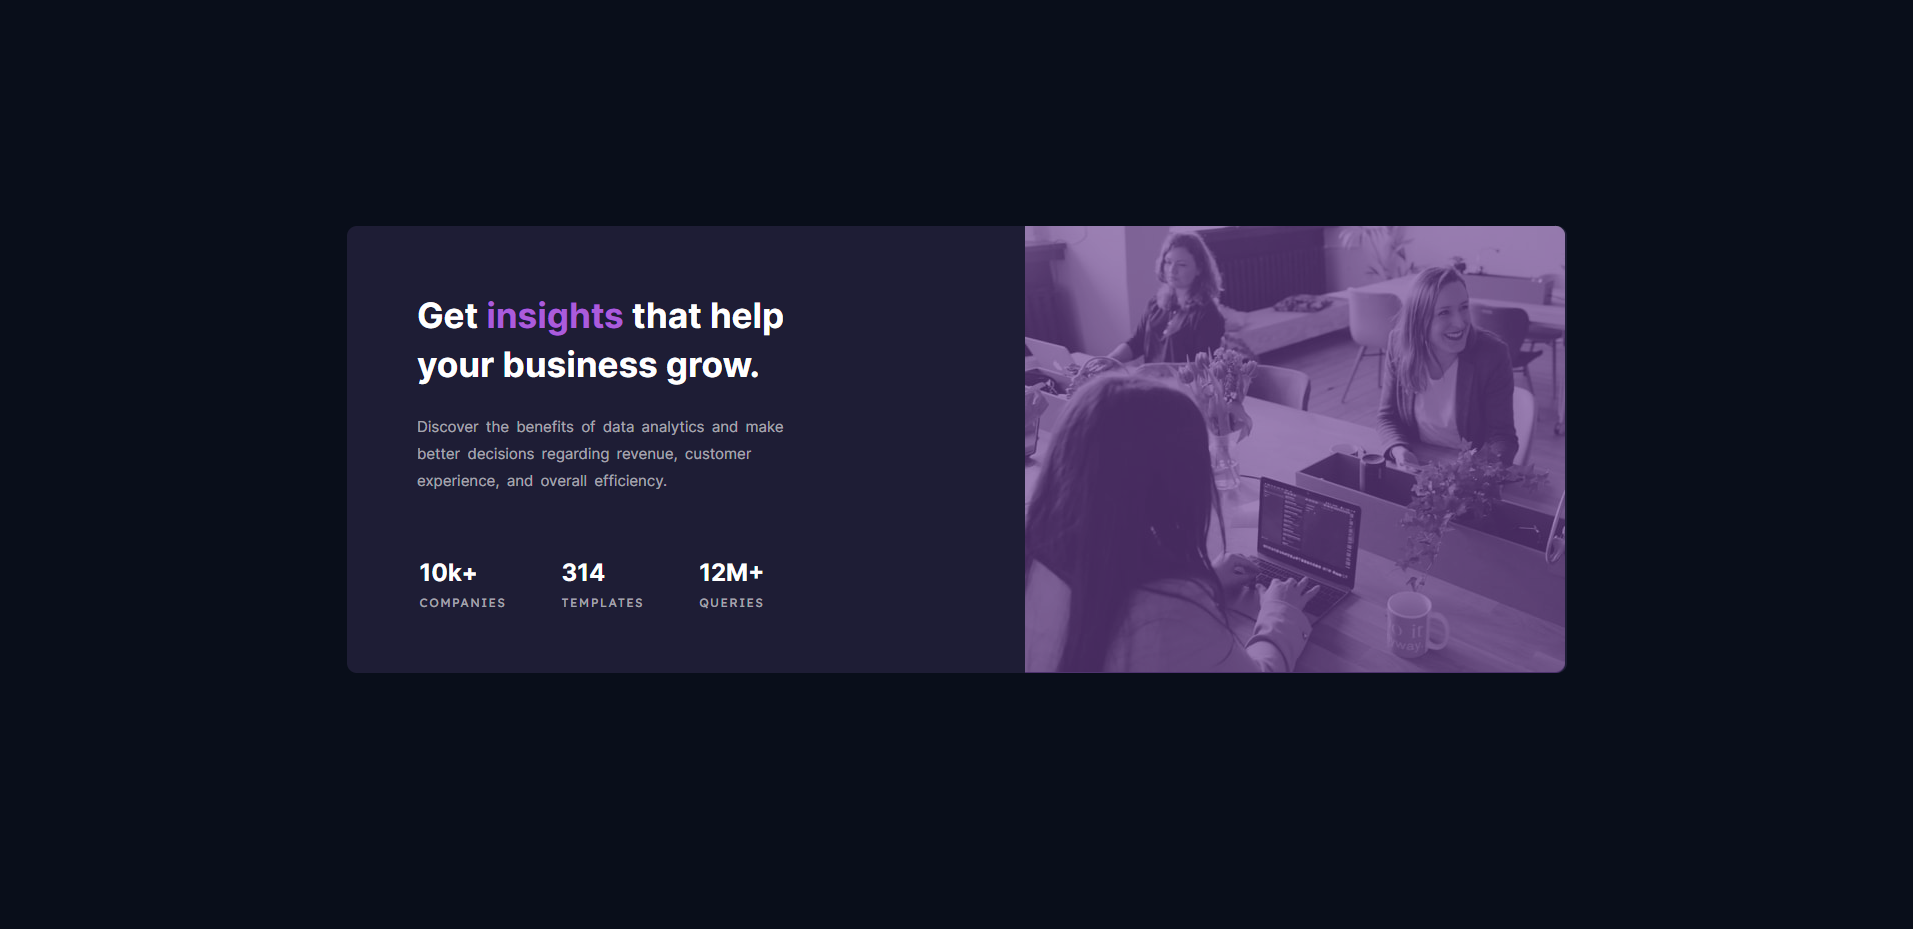 Get insights that help
your business grow.
Discover the benefits of data analytics and make
better decisions regarding revenue, customer
experience, and overall efficiency.
10k+ 314 12M+
COMPANIES TEMPLATES QUERIES